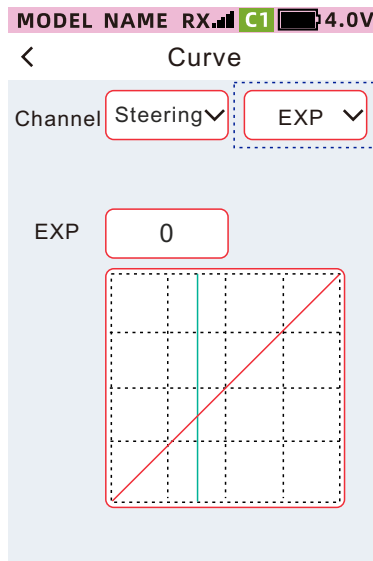 MODEL NAME RX C1 4.0V
Curve
Channel Steering EXP
EXP 0